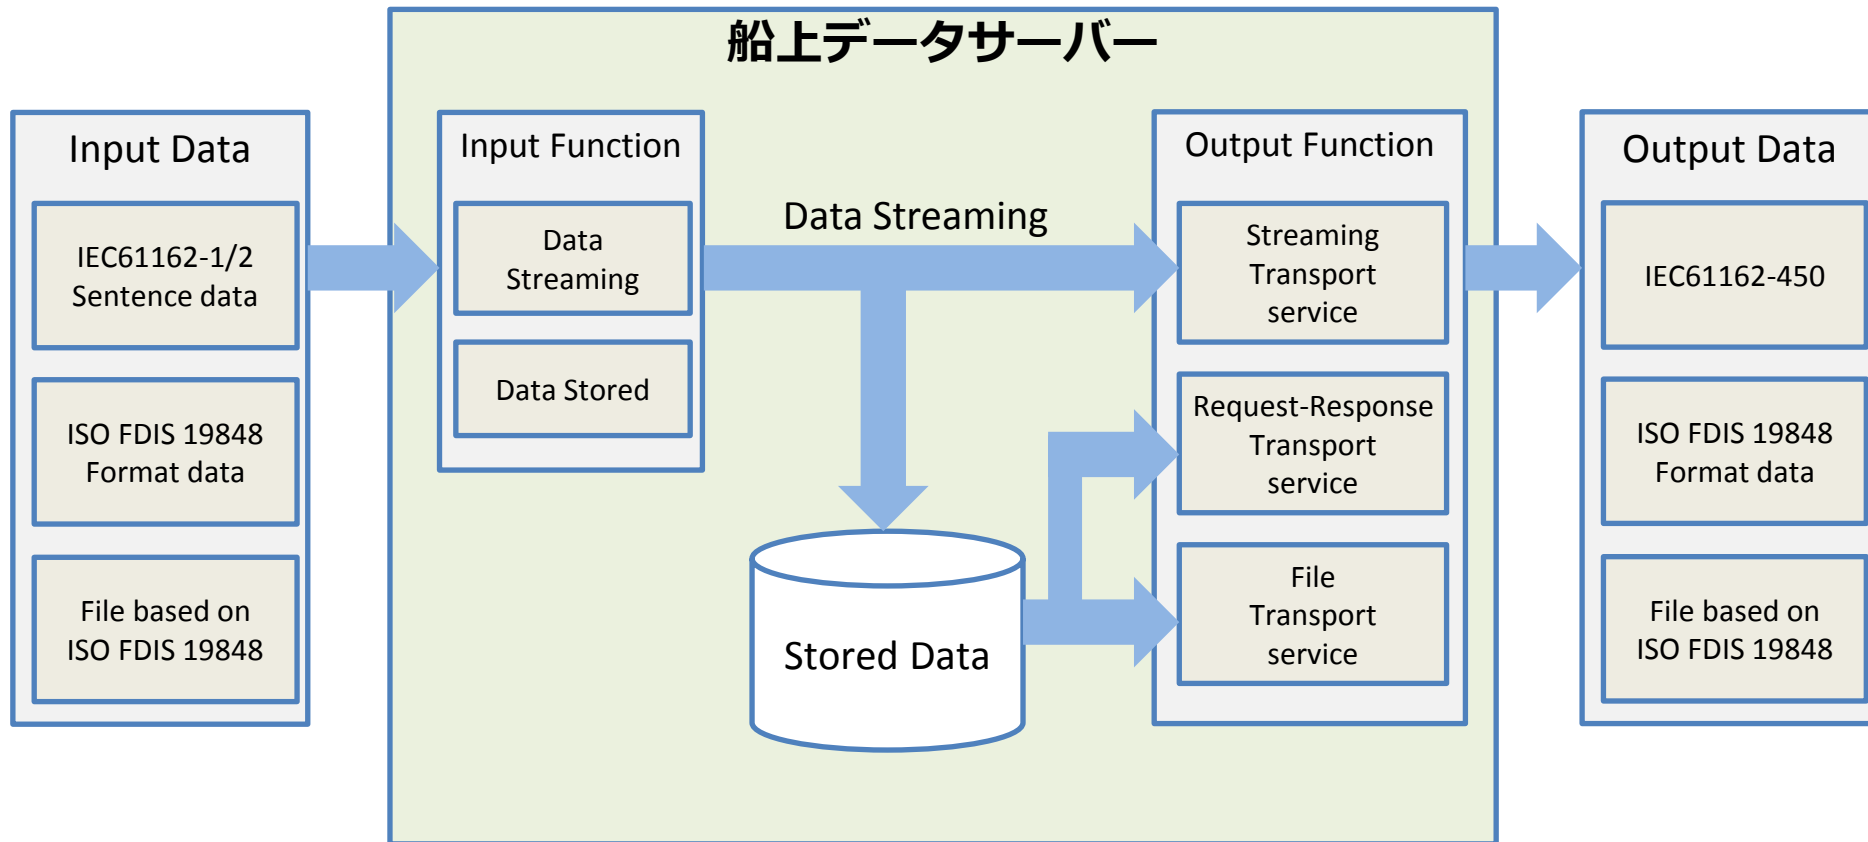 船上データサーバー
Input Data
IEC61162-1/2
Sentence data
ISO FDIS 19848
Format data
File based on
ISO FDIS 19848
Input Function
Data
Streaming
Data Stored
Data Streaming
Stored Data
Output Function
Streaming
Transport
service
Request-Response
Transport
service
File
Transport
service
Output Data
IEC61162-450
ISO FDIS 19848
Format data
File based on
ISO FDIS 19848